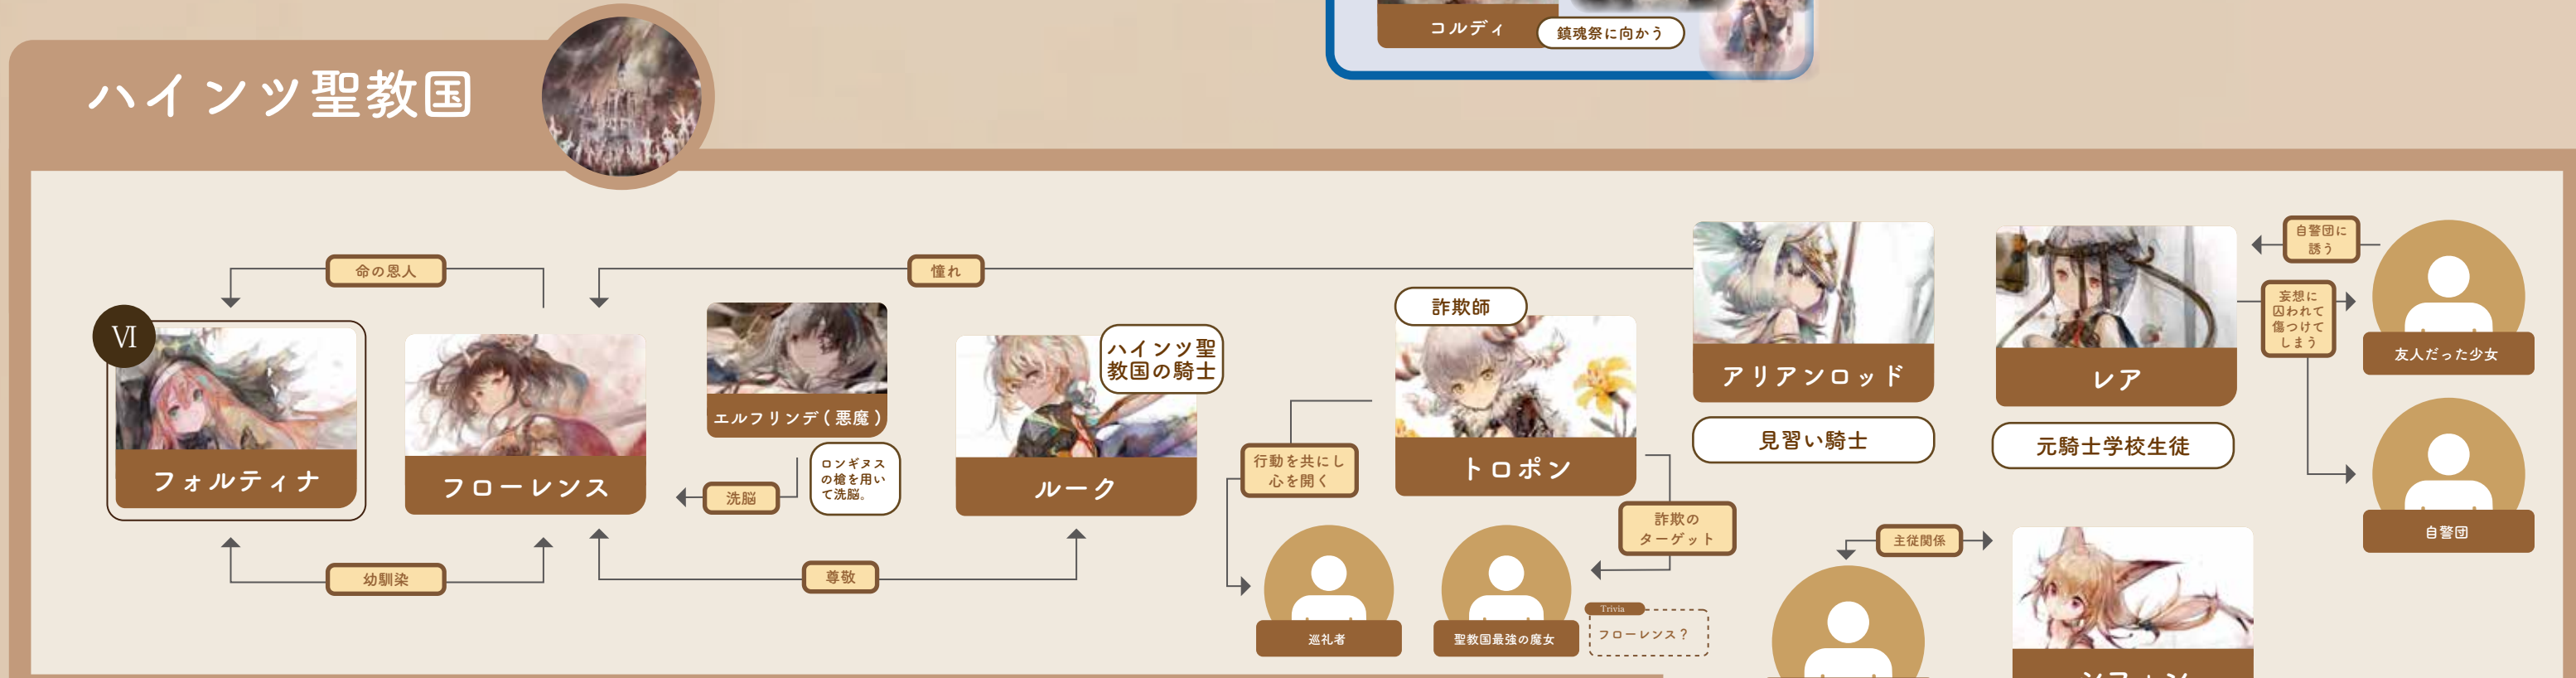 コルディ
鎮魂祭に向かう
ハインツ聖教国
命の恩人
憧れ
自警団に
誘う
妄想に
囚われて
傷つけて
しまう
友人だった少女
VI
フォルティナ
フローレンス
エルフリンデ(悪魔)
ロンギヌス
の槍を用い
て洗脳。
洗脳
ルーク
ハインツ聖
教国の騎士
詐欺師
トロポン
行動を共にし
心を開く
詐欺の
ターゲット
アリアンロッド
見習い騎士
レア
元騎士学校生徒
自警団
幼馴染
尊敬
巡礼者
聖教国最強の魔女
Trivia
フローレンス?
主従関係